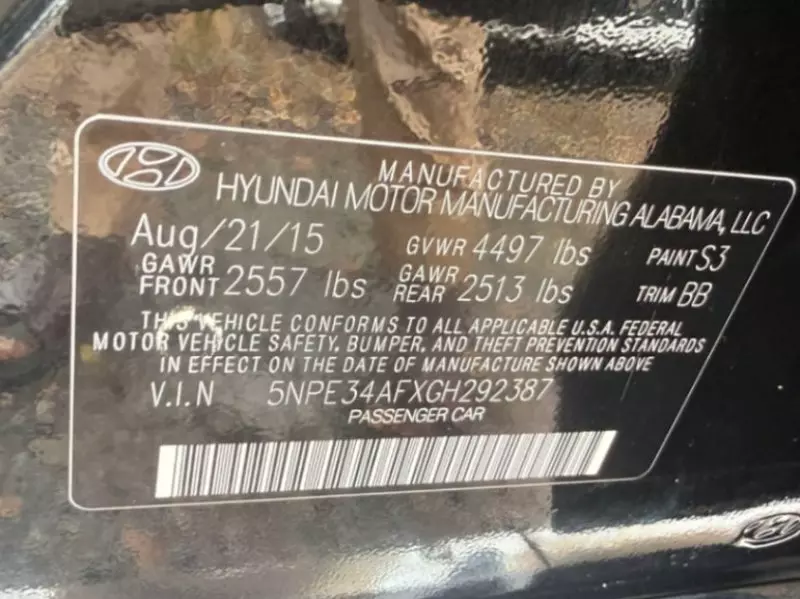 MANUFACTURED BY
HYUNDAI MOTOR MANUFACTURING ALABAMA, LLC
Aug/21/15 GVWR 4497 lbs PAINT S3
GAWR FRONT 2557 lbs GAWR REAR 2513 lbs TRIM BB
THIS VEHICLE CONFORMS TO ALL APPLICABLE U.S.A. FEDERAL
MOTOR VEHICLE SAFETY, BUMPER, AND THEFT PREVENTION STANDARDS
IN EFFECT ON THE DATE OF MANUFACTURE SHOWN ABOVE.
V.I.N 5NPE34AFXGH292387
PASSENGER CAR